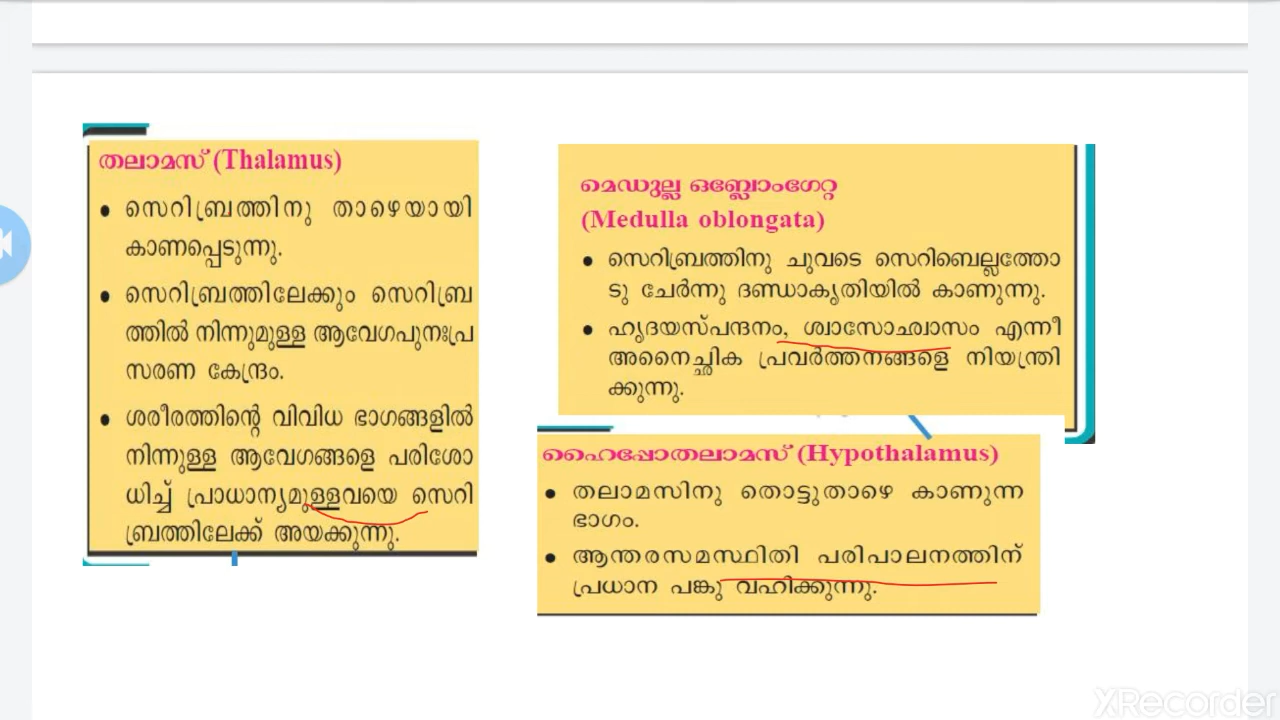 തലാമസ് (Thalamus)
• സെറിബ്രത്തിനു താഴെയായി
കാണപ്പെടുന്നു.
• സെറിബ്രത്തിലേക്കും സെറിബ്ര
ത്തിൽ നിന്നുമുള്ള ആവേഗപുനഃപ്ര
സരണ കേന്ദ്രം.
• ശരീരത്തിന്റെ വിവിധ ഭാഗങ്ങളിൽ
നിന്നുള്ള ആവേഗങ്ങളെ പരിശോ
ധിച്ച് പ്രാധാന്യമുള്ളവയെ സെറി
ബ്രത്തിലേക്ക് അയക്കുന്നു.
മെഡുല്ല ഒബ്ലോംഗേറ്റ
(Medulla oblongata)
• സെറിബ്രത്തിനു ചുവടെ സെറിബെല്ലത്തോ
ടു ചേർന്നു ദണ്ഡാകൃതിയിൽ കാണുന്നു.
• ഹൃദയസ്പന്ദനം, ശ്വാസോച്ഛ്വാസം എന്നീ
അനൈച്ഛിക പ്രവർത്തനങ്ങളെ നിയന്ത്രി
ക്കുന്നു.
ഹൈപ്പോതലാമസ് (Hypothalamus)
• തലാമസിനു തൊട്ടുതാഴെ കാണുന്ന
ഭാഗം.
• ആന്തരസമസ്ഥിതി പരിപാലനത്തിന്
പ്രധാന പങ്കു വഹിക്കുന്നു.
XRecorder